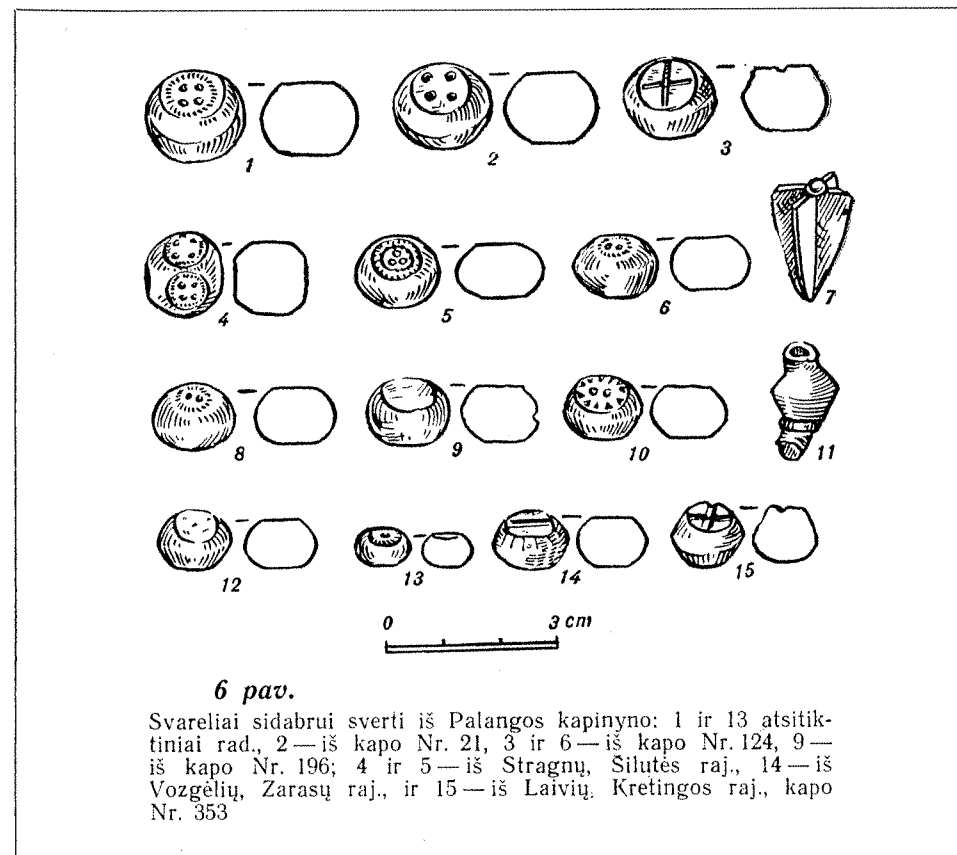 1 2 3
4 5 6 7
8 9 10 11
12 13 14 15
0 3 cm
6 pav.
Svareliai sidabrui sverti iš Palangos kapinyno: 1 ir 13 atsitik-
tiniai rad., 2 — iš kapo Nr. 21, 3 ir 6 — iš kapo Nr. 124, 9 —
iš kapo Nr. 196; 4 ir 5 — iš Stragnų, Šilutės raj., 14 — iš
Vozgėlių, Zarasų raj., ir 15 — iš Laivių, Kretingos raj., kapo
Nr. 353